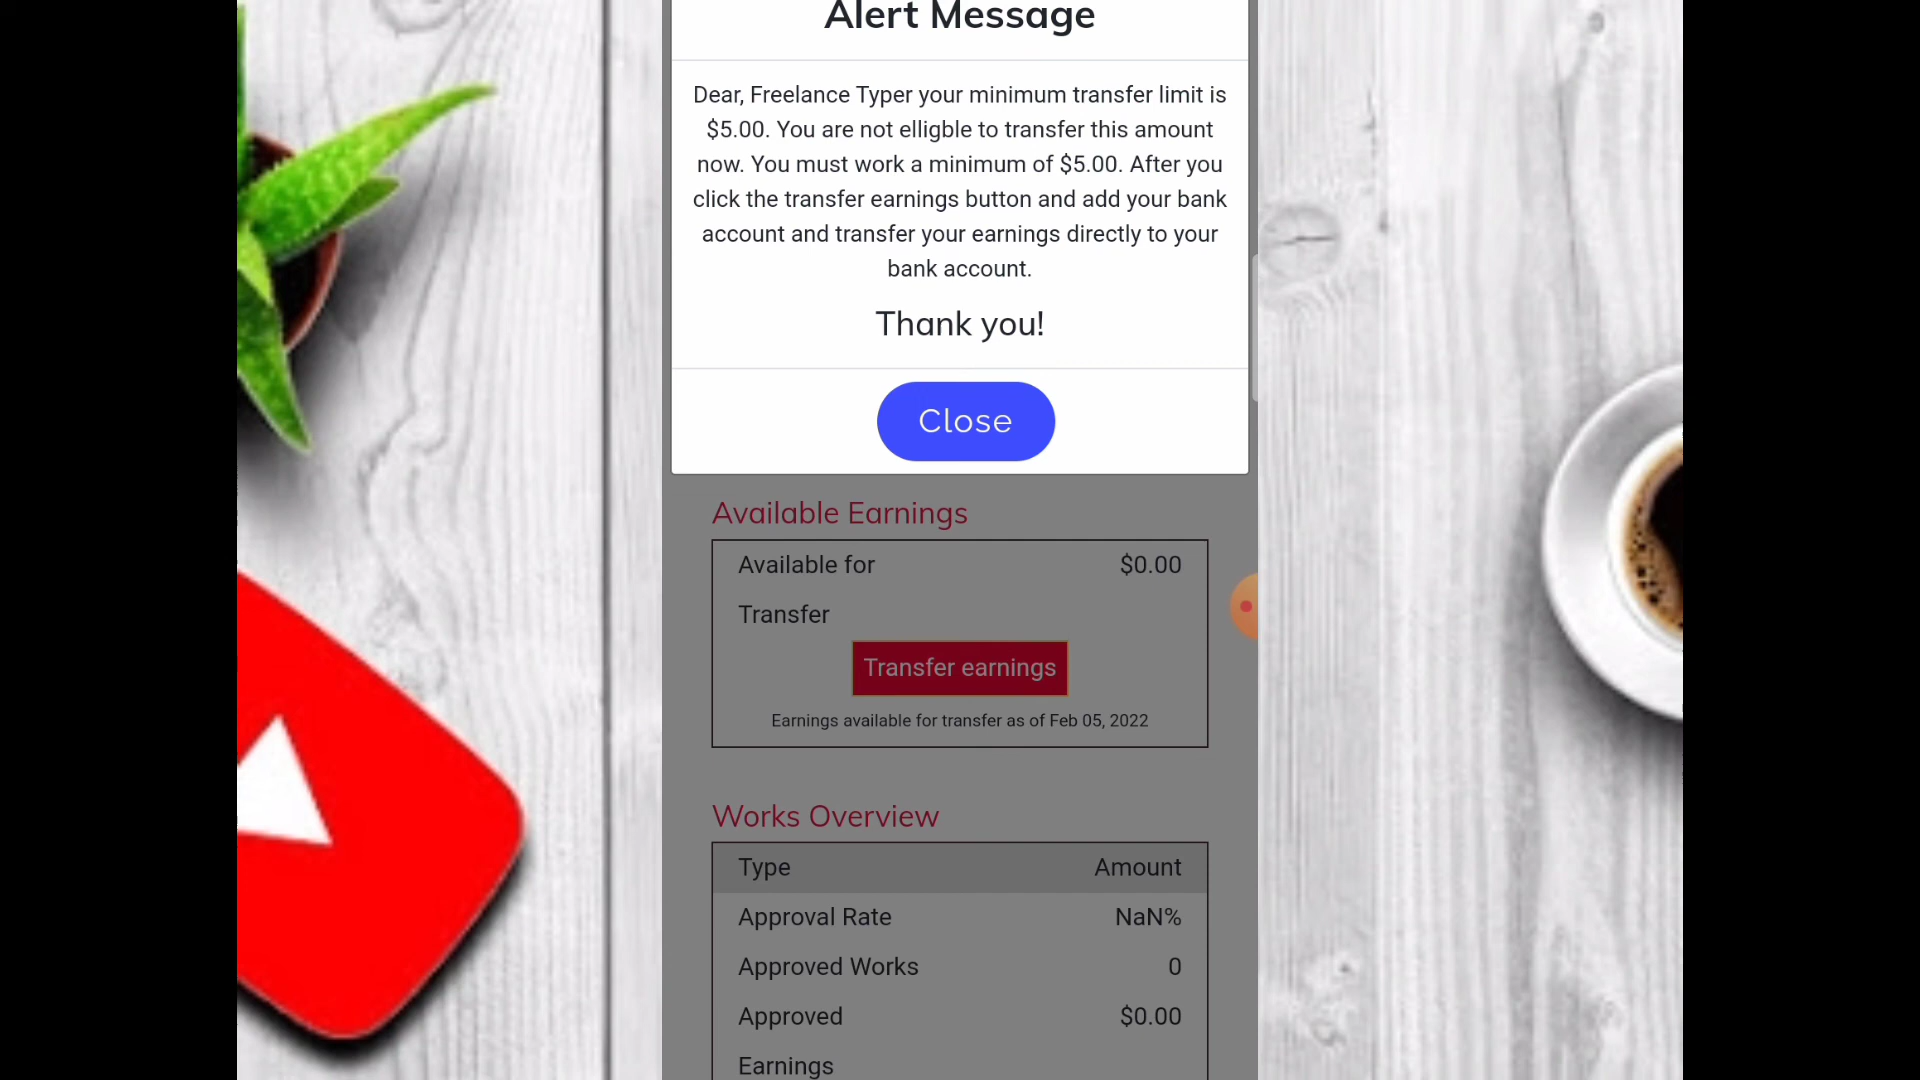 Alert Message
Dear, Freelance Typer your minimum transfer limit is
$5.00. You are not elligble to transfer this amount
now. You must work a minimum of $5.00. After you
click the transfer earnings button and add your bank
account and transfer your earnings directly to your
bank account.
Thank you!
Close
Available Earnings
Available for $0.00
Transfer
Transfer earnings
Earnings available for transfer as of Feb 05, 2022
Works Overview
Type Amount
Approval Rate NaN%
Approved Works 0
Approved $0.00
Earnings